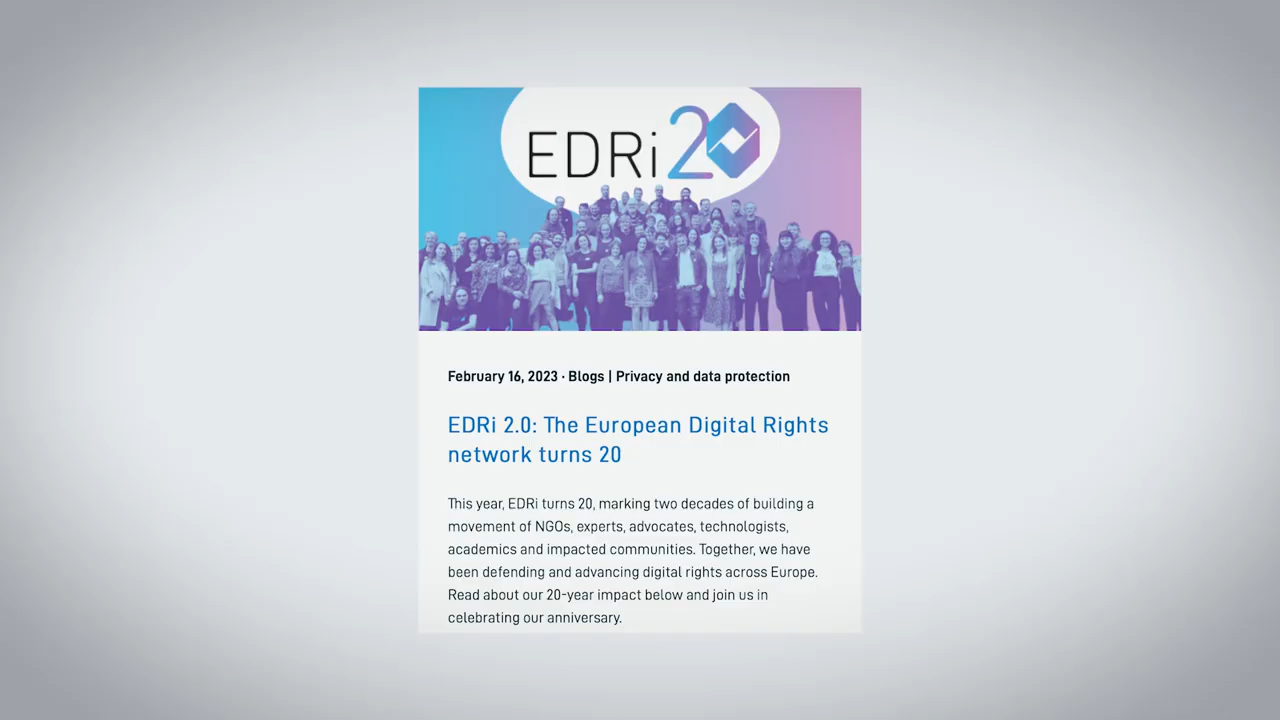 EDRi 20
February 16, 2023 · Blogs | Privacy and data protection
EDRi 2.0: The European Digital Rights
network turns 20
This year, EDRi turns 20, marking two decades of building a
movement of NGOs, experts, advocates, technologists,
academics and impacted communities. Together, we have
been defending and advancing digital rights across Europe.
Read about our 20-year impact below and join us in
celebrating our anniversary.